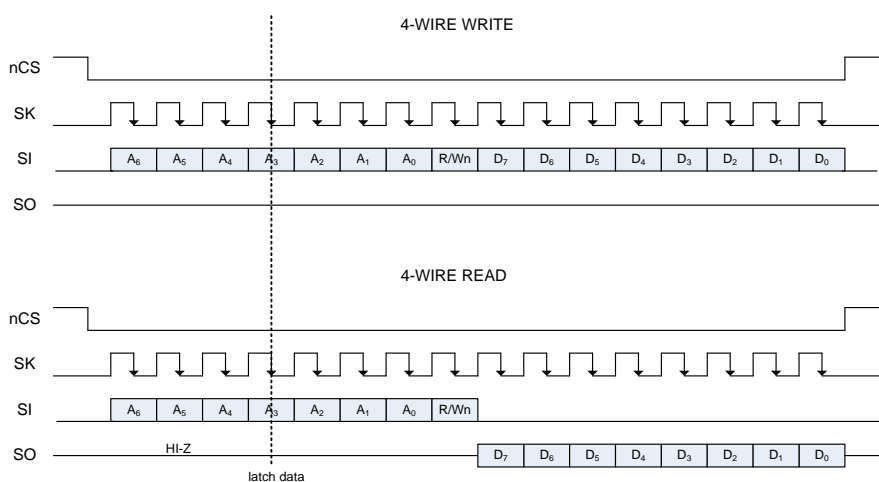 4-WIRE WRITE
nCS
SK
SI A₆ A₅ A₄ A₃ A₂ A₁ A₀ R/Wn D₇ D₆ D₅ D₄ D₃ D₂ D₁ D₀
SO
4-WIRE READ
nCS
SK
SI A₆ A₅ A₄ A₃ A₂ A₁ A₀ R/Wn
SO HI-Z D₇ D₆ D₅ D₄ D₃ D₂ D₁ D₀
latch data